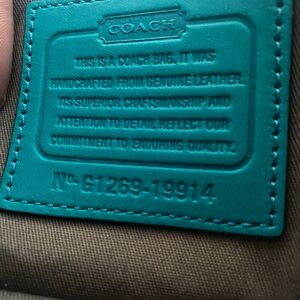 COACH
THIS IS A COACH BAG. IT WAS
HANDCRAFTED FROM GENUINE LEATHER.
ITS SUPERIOR CRAFTSMANSHIP AND
ATTENTION TO DETAIL REFLECT OUR
COMMITMENT TO ENDURING QUALITY.
No G1269-19914